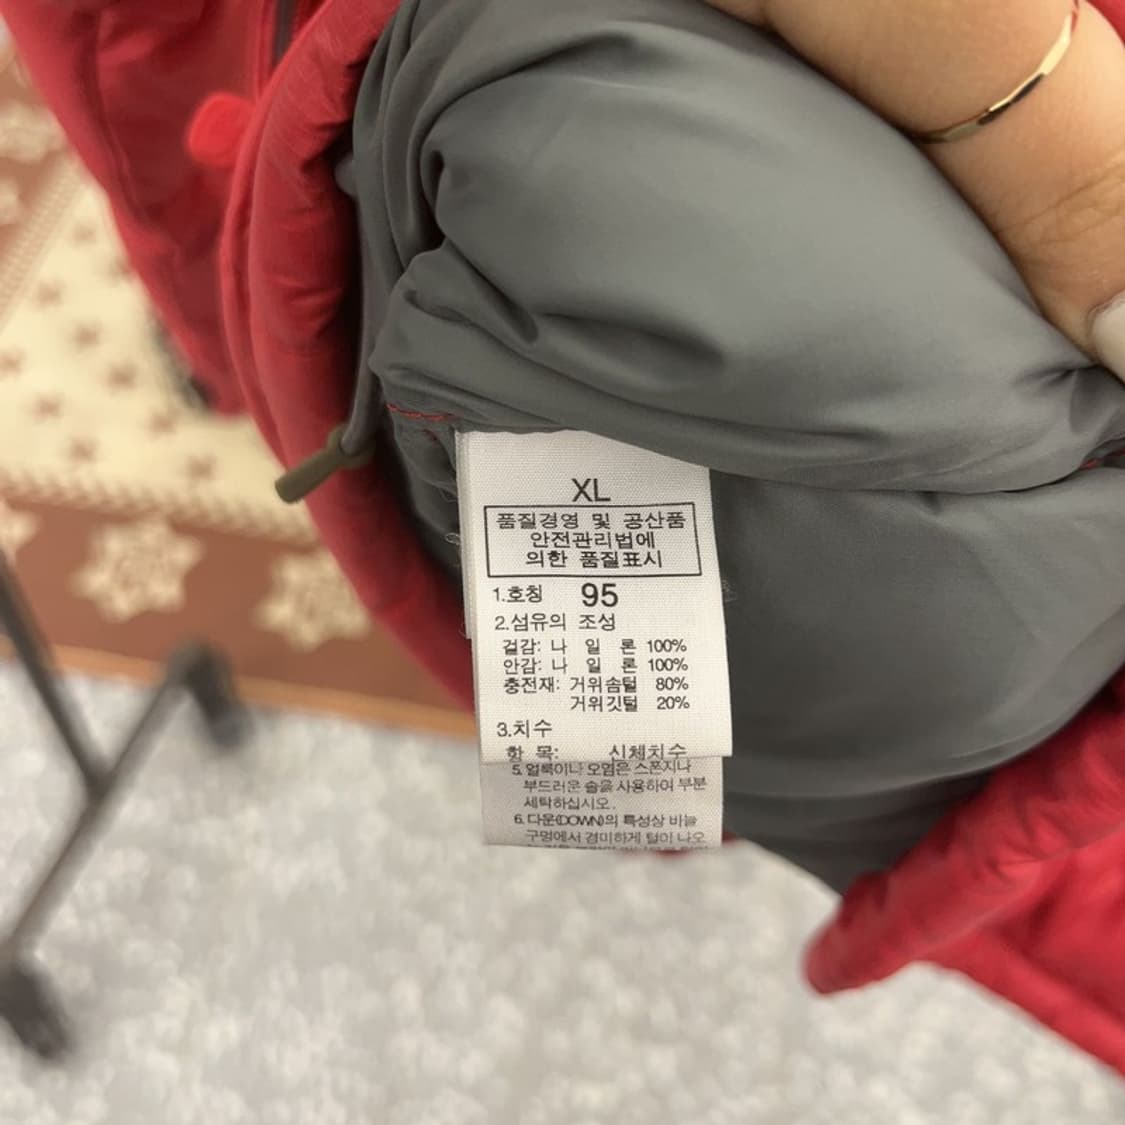 XL
품질경영 및 공산품
안전관리법에
의한 품질표시
1.호칭 95
2.섬유의 조성
겉감: 나 일 론 100%
안감: 나 일 론 100%
충전재: 거위솜털 80%
거위깃털 20%
3.치수
항 목: 신체치수
5. 얼룩이나 오염은 스폰지나
부드러운 솔을 사용하여 부분
세탁하십시오.
6. 다운(DOWN)의 특성상 바늘
구멍에서 경미하게 털이 나오